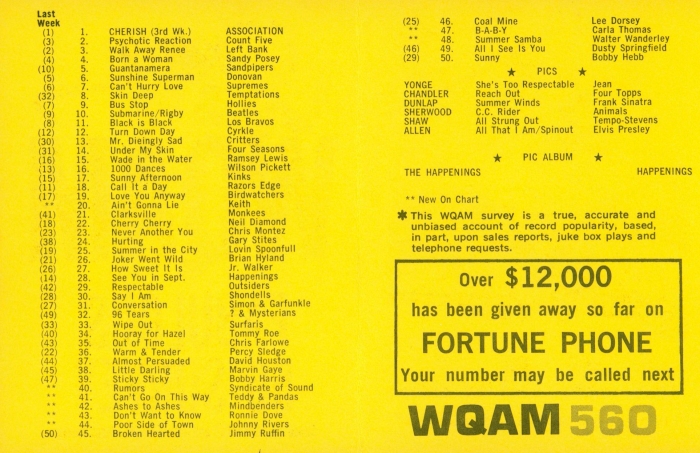 Last
Week
(1) 1. CHERISH (3rd Wk.) ASSOCIATION
(3) 2. Psychotic Reaction Count Five
(2) 3. Walk Away Renee Left Bank
(4) 4. Born a Woman Sandy Posey
(10) 5. Guantanamera Sandpipers
(5) 6. Sunshine Superman Donovan
(6) 7. Can't Hurry Love Supremes
(32) 8. Skin Deep Temptations
(7) 9. Bus Stop Hollies
(9) 10. Submarine/Rigby Beatles
(8) 11. Black is Black Los Bravos
(12) 12. Turn Down Day Cyrkle
(30) 13. Mr. Dieingly Sad Critters
(31) 14. Under My Skin Four Seasons
(16) 15. Wade in the Water Ramsey Lewis
(13) 16. 1000 Dances Wilson Pickett
(15) 17. Sunny Afternoon Kinks
(11) 18. Call It a Day Razors Edge
(17) 19. Love You Anyway Birdwatchers
** 20. Ain't Gonna Lie Keith
(41) 21. Clarksville Monkees
(18) 22. Cherry Cherry Neil Diamond
(23) 23. Never Another You Chris Montez
(38) 24. Hurting Gary Stites
(19) 25. Summer in the City Lovin Spoonfull
(21) 26. Joker Went Wild Brian Hyland
(26) 27. How Sweet It Is Jr. Walker
(14) 28. See You in Sept. Happenings
(42) 29. Respectable Outsiders
(28) 30. Say I Am Shondells
(27) 31. Conversation Simon & Garfunkle
(49) 32. 96 Tears ? & Mysterians
(33) 33. Wipe Out Surfaris
(40) 34. Hooray for Hazel Tommy Roe
(43) 35. Out of Time Chris Farlowe
(22) 36. Warm & Tender Percy Sledge
(44) 37. Almost Persuaded David Houston
(45) 38. Little Darling Marvin Gaye
(47) 39. Sticky Sticky Bobby Harris
** 40. Rumors Syndicate of Sound
** 41. Can't Go On This Way Teddy & Pandas
** 42. Ashes to Ashes Mindbenders
** 43. Don't Want to Know Ronnie Dove
** 44. Poor Side of Town Johnny Rivers
(50) 45. Broken Hearted Jimmy Ruffin
(25) 46. Coal Mine Lee Dorsey
** 47. B-A-B-Y Carla Thomas
** 48. Summer Samba Walter Wanderley
(46) 49. All I See Is You Dusty Springfield
(29) 50. Sunny Bobby Hebb
★ PICS ★
YONGE She's Too Respectable Jean
CHANDLER Reach Out Four Topps
DUNLAP Summer Winds Frank Sinatra
SHERWOOD C.C. Rider Animals
SHAW All Strung Out Tempo-Stevens
ALLEN All That I Am/Spinout Elvis Presley
★ PIC ALBUM ★
THE HAPPENINGS HAPPENINGS
** New On Chart
✱ This WQAM survey is a true, accurate and
unbiased account of record popularity, based,
in part, upon sales reports, juke box plays and
telephone requests.
Over $12,000
has been given away so far on
FORTUNE PHONE
Your number may be called next
WQAM 560